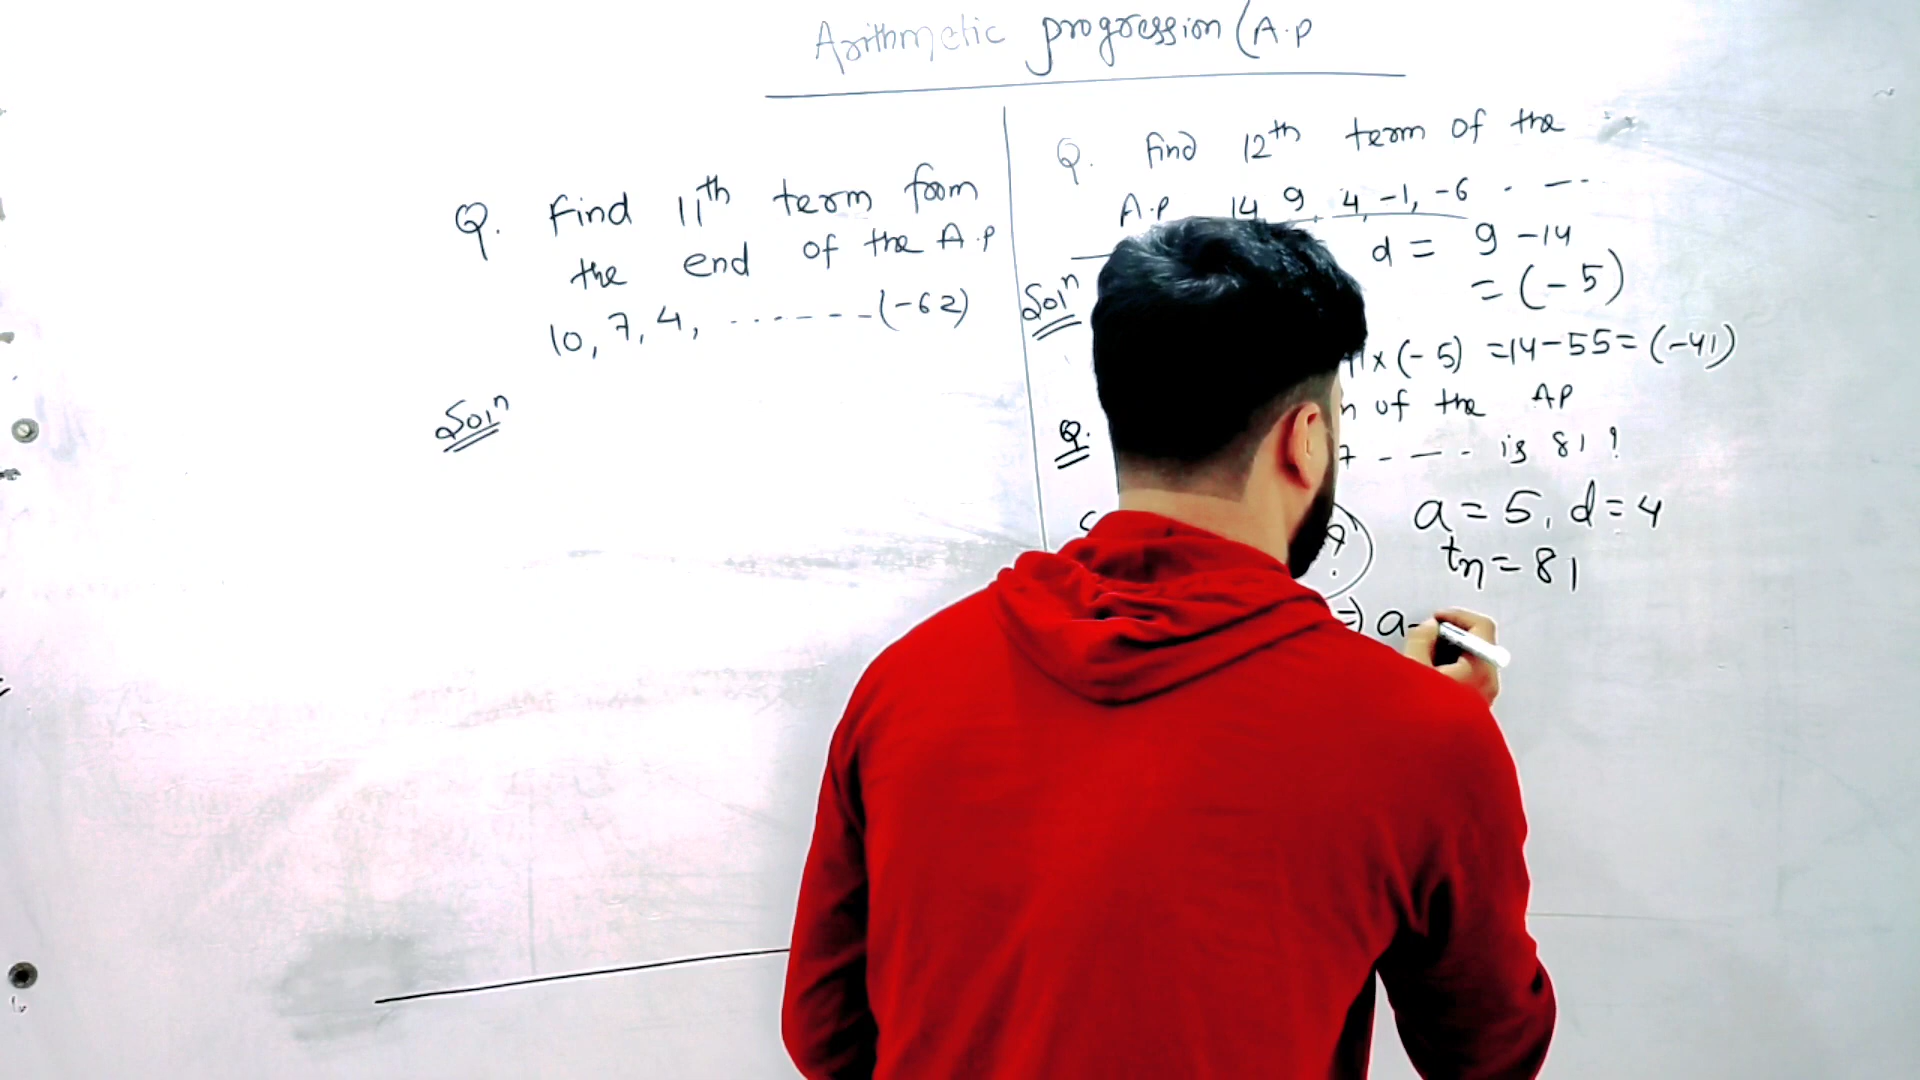 Arithmetic progression (A.P
Q. Find 11th term from
the end of the A.P
10, 7, 4, ------- (-62)
Soln
Q. Find 12th term of the
A.P 14, 9, 4, -1, -6 . ---
Soln
d = 9 -14
= (-5)
11 x (-5) = 14-55 = (-41)
Q.
of the AP
7 - - - - is 81 ?
a = 5, d = 4
?
tn = 81
=) a